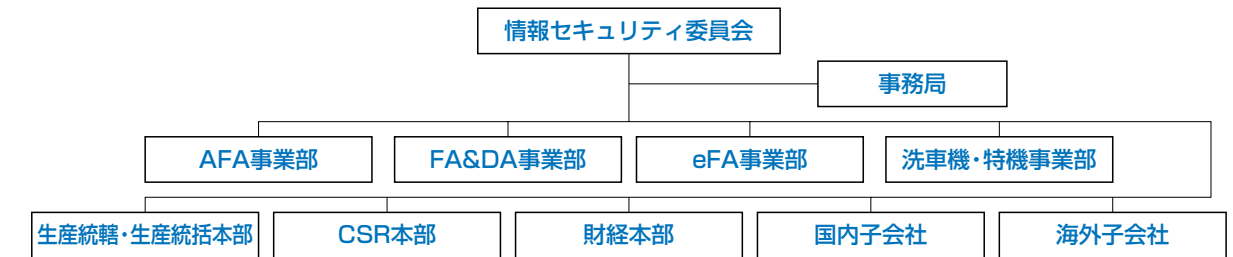 情報セキュリティ委員会
事務局
AFA事業部
FA&DA事業部
eFA事業部
洗車機・特機事業部
生産統轄・生産統括本部
CSR本部
財経本部
国内子会社
海外子会社